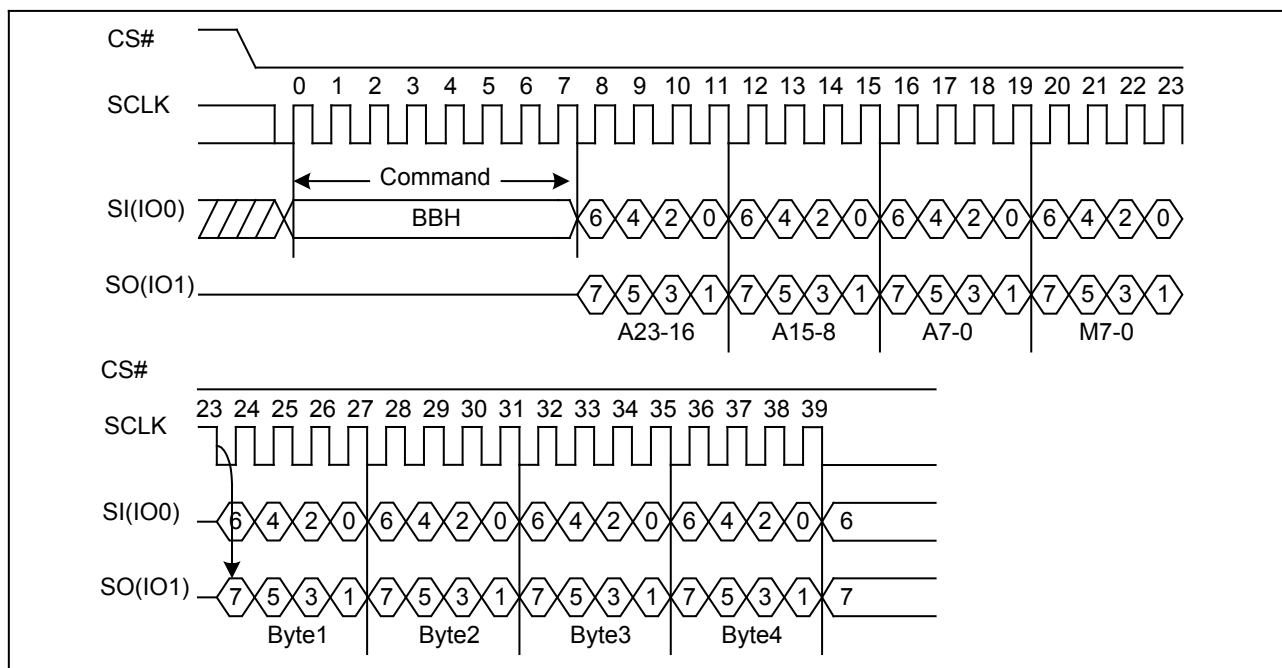 CS#
0 1 2 3 4 5 6 7 8 9 10 11 12 13 14 15 16 17 18 19 20 21 22 23
SCLK
Command
SI(IO0) BBH 6 4 2 0 6 4 2 0 6 4 2 0 6 4 2 0
SO(IO1) 7 5 3 1 7 5 3 1 7 5 3 1 7 5 3 1
A23-16 A15-8 A7-0 M7-0
CS#
23 24 25 26 27 28 29 30 31 32 33 34 35 36 37 38 39
SCLK
SI(IO0) 6 4 2 0 6 4 2 0 6 4 2 0 6 4 2 0 6
SO(IO1) 7 5 3 1 7 5 3 1 7 5 3 1 7 5 3 1 7
Byte1 Byte2 Byte3 Byte4